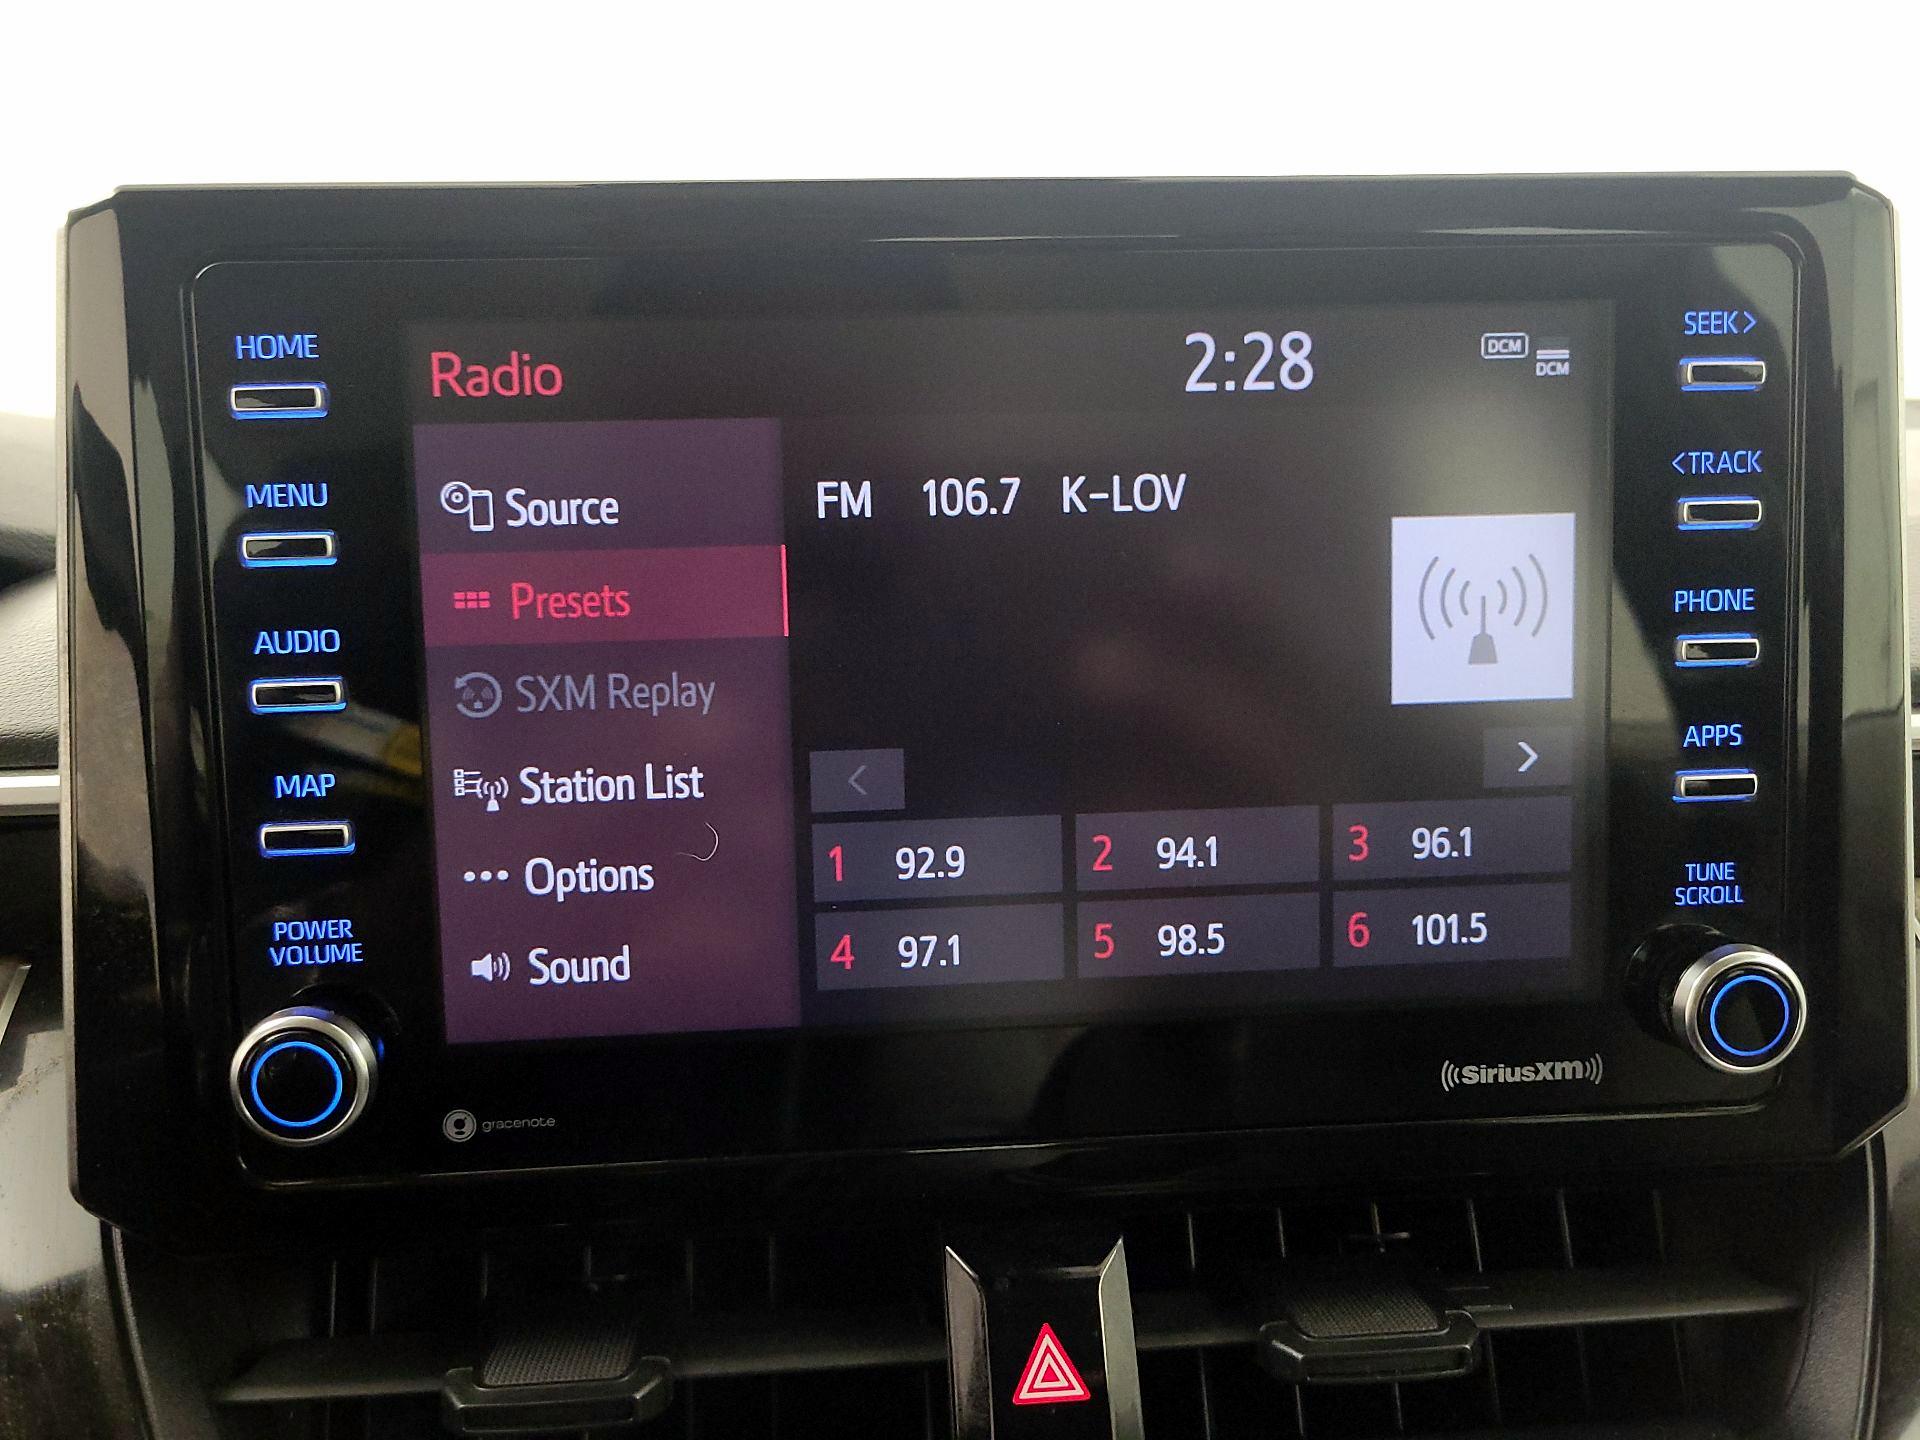 HOME
MENU
AUDIO
MAP
POWER
VOLUME
Radio
2:28
DCM
DCM
Source
Presets
SXM Replay
Station List
Options
Sound
FM 106.7 K-LOV
<
>
1 92.9
2 94.1
3 96.1
4 97.1
5 98.5
6 101.5
SEEK>
<TRACK
PHONE
APPS
TUNE
SCROLL
gracenote
((SiriusXM))